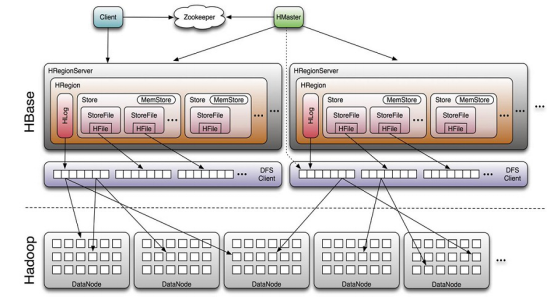 Client
Zookeeper
HMaster
HBase
HRegionServer
HRegion
HLog
Store
MemStore
StoreFile
HFile
StoreFile
HFile
...
Store
MemStore
StoreFile
HFile
...
...
HRegionServer
HRegion
HLog
Store
MemStore
StoreFile
HFile
StoreFile
HFile
...
Store
MemStore
StoreFile
HFile
...
...
...
... DFS
Client
... DFS
Client
Hadoop
DataNode
DataNode
DataNode
DataNode
DataNode
...